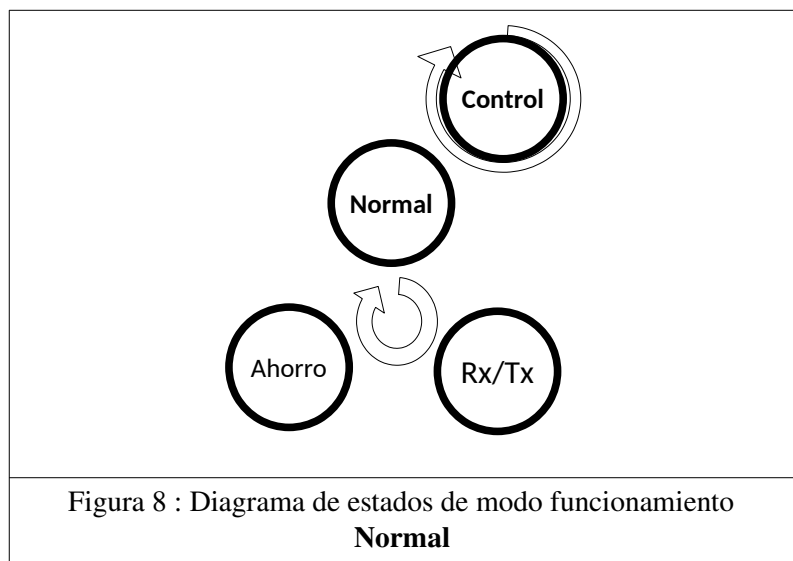 Control
Normal
Ahorro
Rx/Tx
Figura 8 : Diagrama de estados de modo funcionamiento
Normal